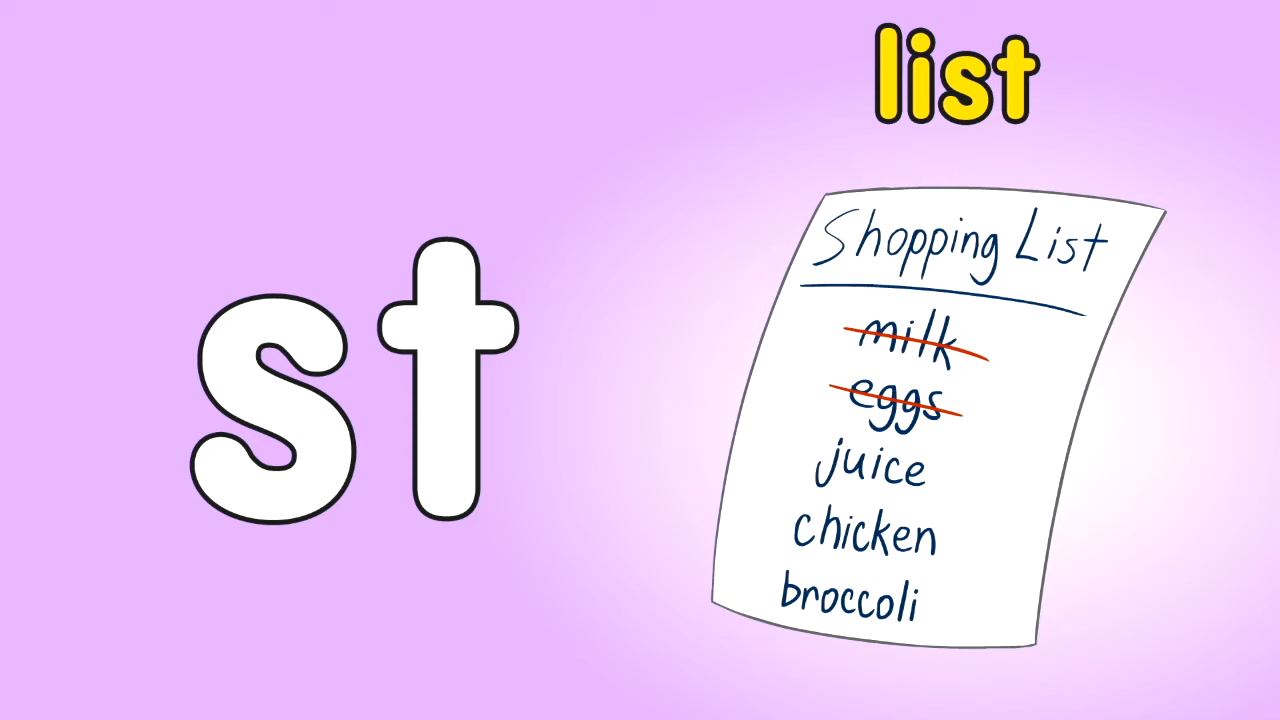 st
list
Shopping List
milk
eggs
juice
chicken
broccoli